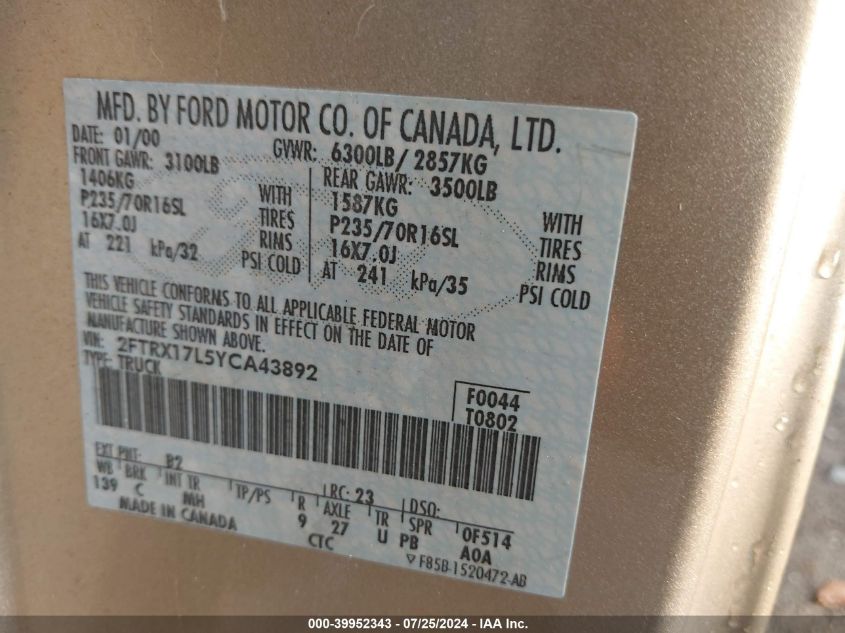 MFD. BY FORD MOTOR CO. OF CANADA, LTD.
DATE: 01/00 GVWR: 6300LB/ 2857KG
FRONT GAWR: 3100LB REAR GAWR: 3500LB
1406KG WITH 1587KG WITH
P235/70R16SL TIRES P235/70R16SL TIRES
16X7.0J RIMS 16X7.0J RIMS
AT 221 kPa/32 PSI COLD AT 241 kPa/35 PSI COLD
THIS VEHICLE CONFORMS TO ALL APPLICABLE FEDERAL MOTOR
VEHICLE SAFETY STANDARDS IN EFFECT ON THE DATE OF
MANUFACTURE SHOWN ABOVE.
VIN: 2FTRX17L5YCA43892
TYPE: TRUCK
F0044
T0802
EXT PNT: B2 RC: 23 DSO:
WB BRK INT TR TP/PS R AXLE TR SPR 0F514
139 C MH 9 27 U PB A0A
MADE IN CANADA CTC ▽ F85B-1520472-AB
000-39952343 - 07/25/2024 - IAA Inc.